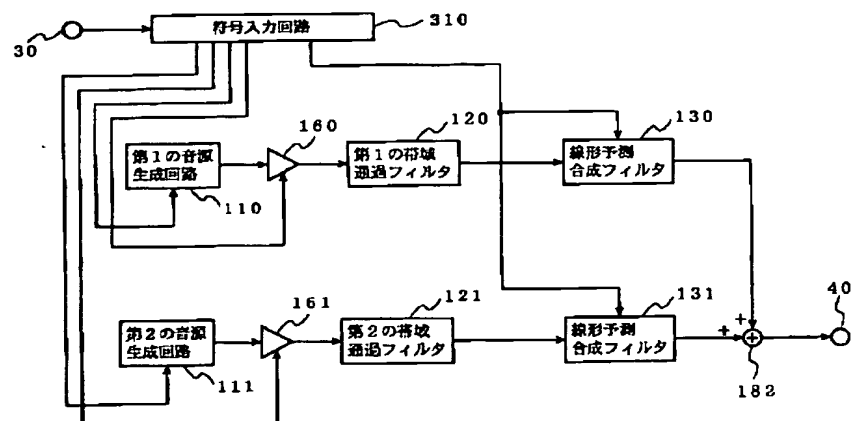 符号入力回路
310
30
160
120
130
第1の音源
生成回路
第1の帯域
通過フィルタ
線形予測
合成フィルタ
110
161
121
131
40
第2の音源
生成回路
第2の帯域
通過フィルタ
線形予測
合成フィルタ
+
+
+
111
182